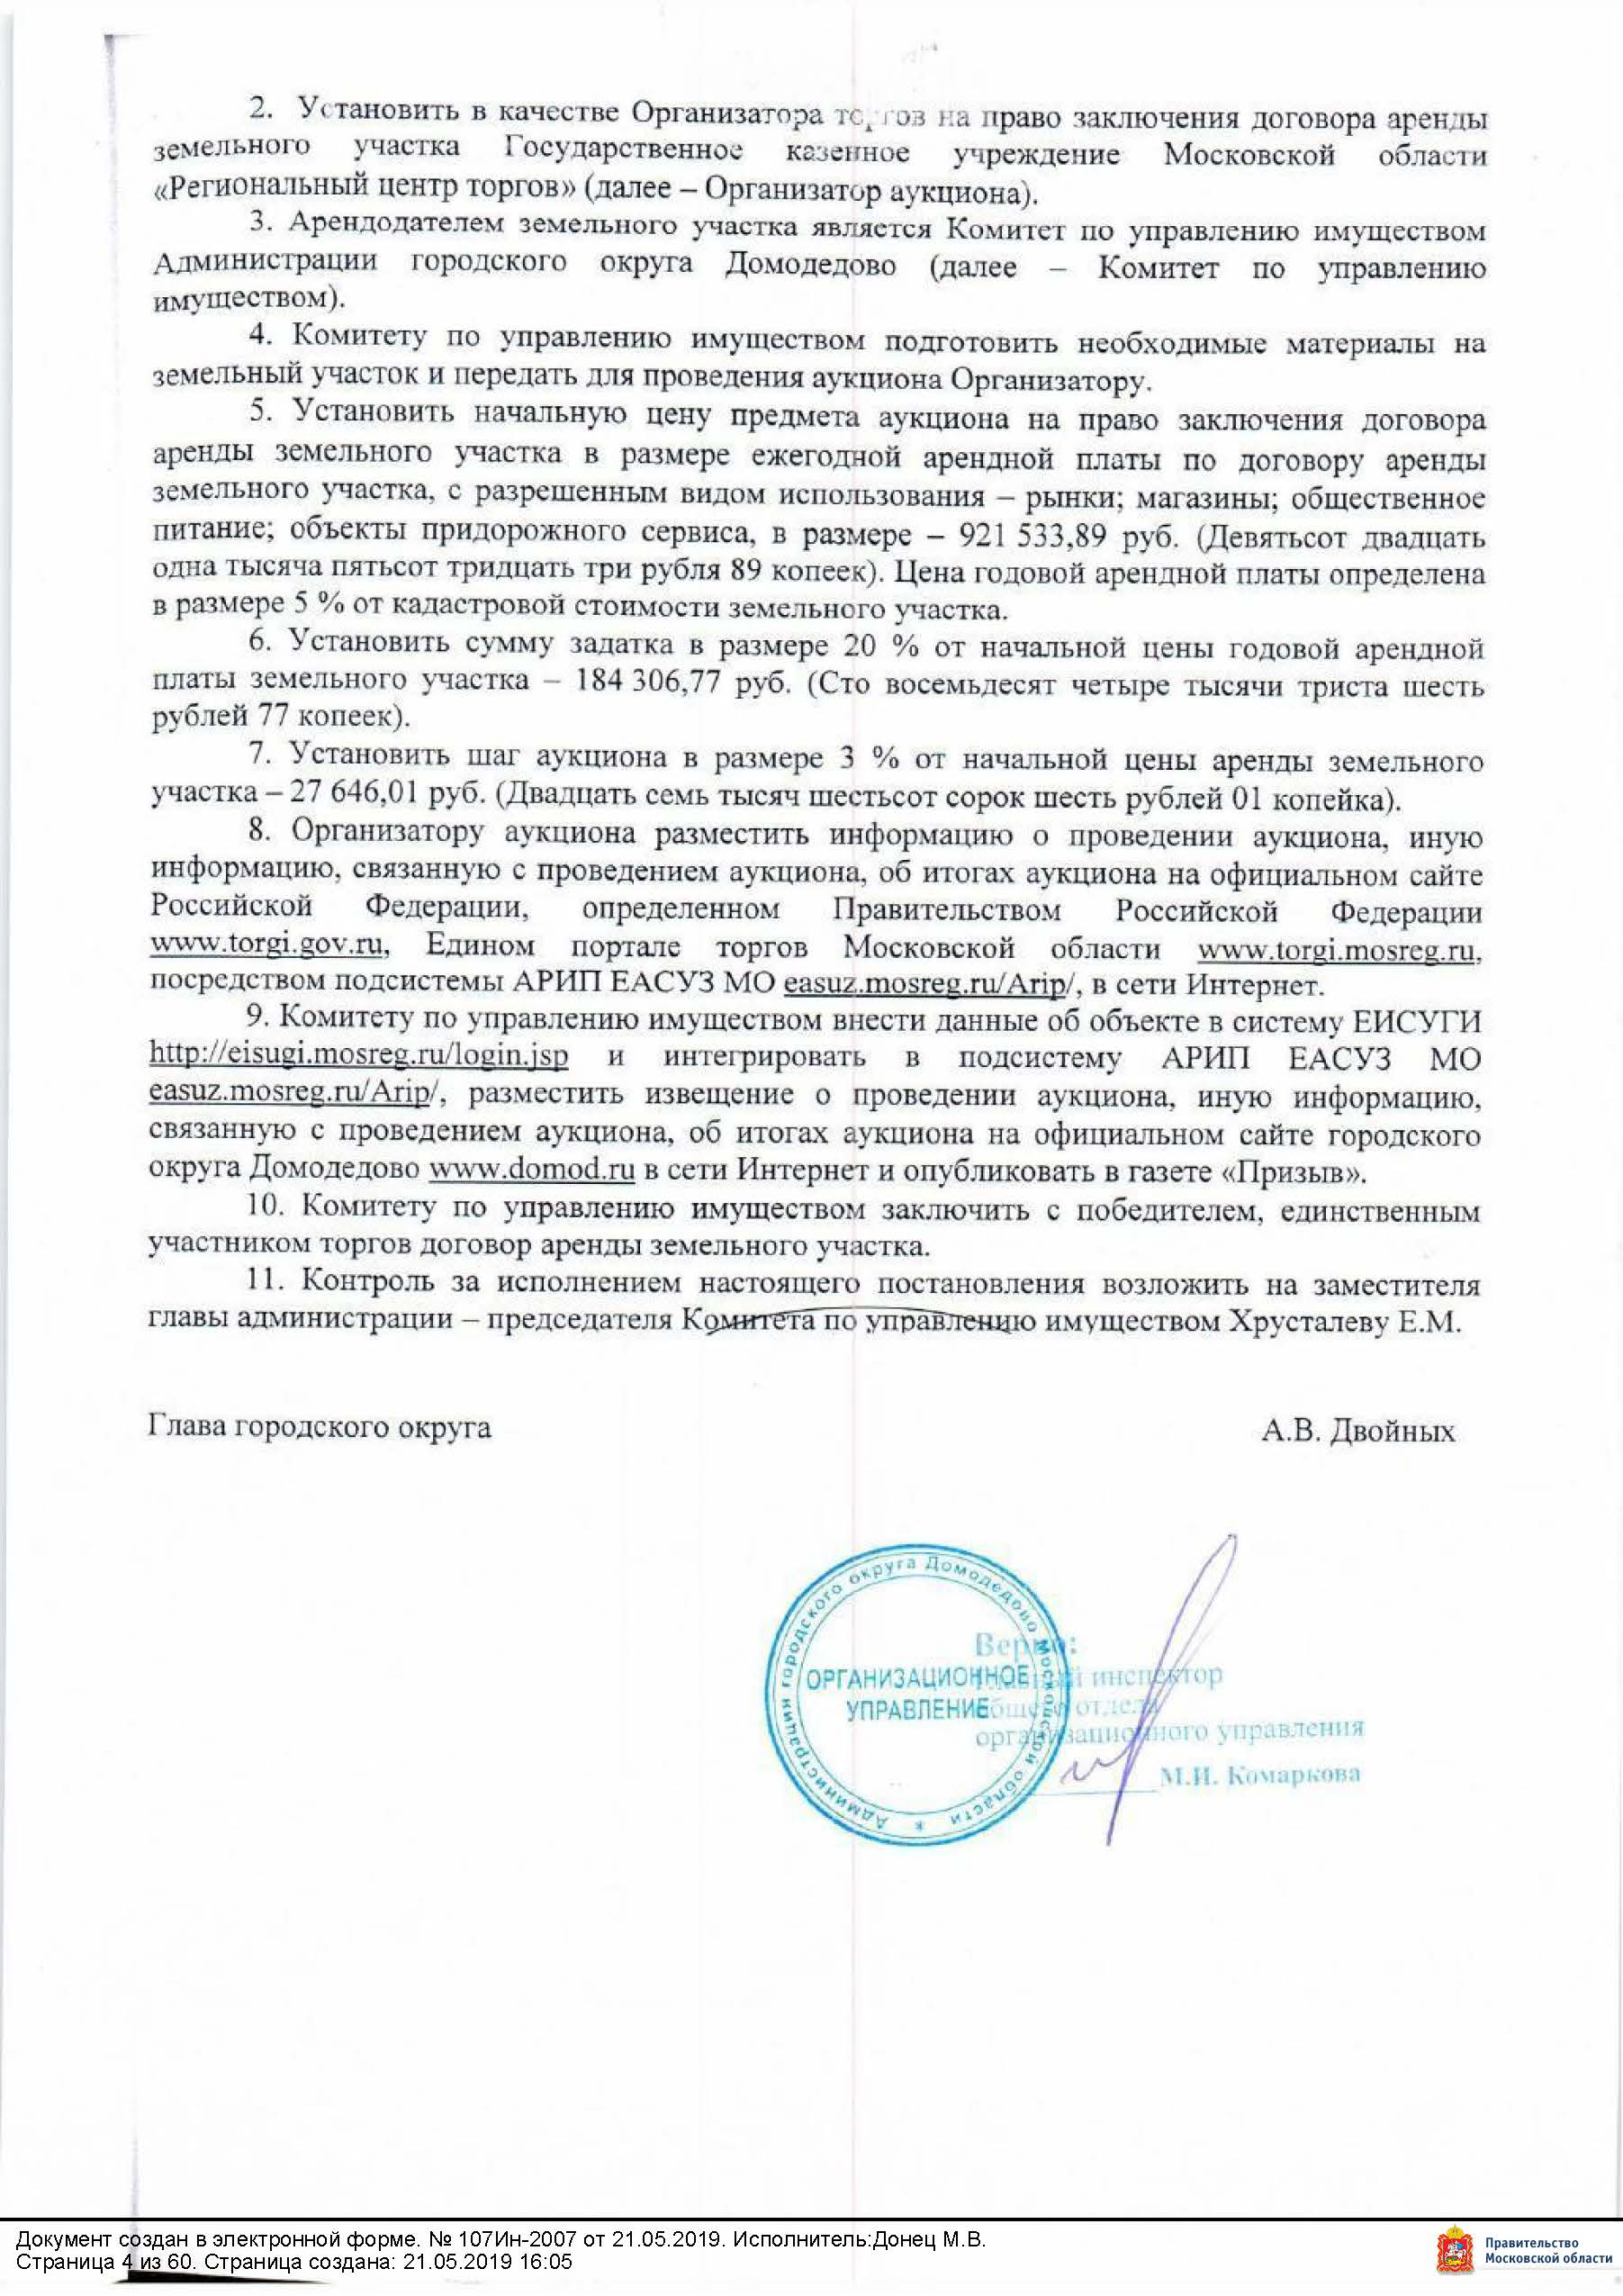 2. Установить в качестве Организатора торгов на право заключения договора аренды
земельного участка Государственное казенное учреждение Московской области
«Региональный центр торгов» (далее – Организатор аукциона).
3. Арендодателем земельного участка является Комитет по управлению имуществом
Администрации городского округа Домодедово (далее – Комитет по управлению
имуществом).
4. Комитету по управлению имуществом подготовить необходимые материалы на
земельный участок и передать для проведения аукциона Организатору.
5. Установить начальную цену предмета аукциона на право заключения договора
аренды земельного участка в размере ежегодной арендной платы по договору аренды
земельного участка, с разрешенным видом использования – рынки; магазины; общественное
питание; объекты придорожного сервиса, в размере – 921 533,89 руб. (Девятьсот двадцать
одна тысяча пятьсот тридцать три рубля 89 копеек). Цена годовой арендной платы определена
в размере 5 % от кадастровой стоимости земельного участка.
6. Установить сумму задатка в размере 20 % от начальной цены годовой арендной
платы земельного участка – 184 306,77 руб. (Сто восемьдесят четыре тысячи триста шесть
рублей 77 копеек).
7. Установить шаг аукциона в размере 3 % от начальной цены аренды земельного
участка – 27 646,01 руб. (Двадцать семь тысяч шестьсот сорок шесть рублей 01 копейка).
8. Организатору аукциона разместить информацию о проведении аукциона, иную
информацию, связанную с проведением аукциона, об итогах аукциона на официальном сайте
Российской Федерации, определенном Правительством Российской Федерации
www.torgi.gov.ru, Едином портале торгов Московской области www.torgi.mosreg.ru,
посредством подсистемы АРИП ЕАСУЗ МО easuz.mosreg.ru/Arip/, в сети Интернет.
9. Комитету по управлению имуществом внести данные об объекте в систему ЕИСУГИ
http://eisugi.mosreg.ru/login.jsp и интегрировать в подсистему АРИП ЕАСУЗ МО
easuz.mosreg.ru/Arip/, разместить извещение о проведении аукциона, иную информацию,
связанную с проведением аукциона, об итогах аукциона на официальном сайте городского
округа Домодедово www.domod.ru в сети Интернет и опубликовать в газете «Призыв».
10. Комитету по управлению имуществом заключить с победителем, единственным
участником торгов договор аренды земельного участка.
11. Контроль за исполнением настоящего постановления возложить на заместителя
главы администрации – председателя Комитета по управлению имуществом Хрусталеву Е.М.
Глава городского округа А.В. Двойных
Администрация городского округа Домодедово Московской области *
ОРГАНИЗАЦИОННОЕ
УПРАВЛЕНИЕ
Верно:
инспектор
отдела
организационного управления
М.И. Комаркова
Документ создан в электронной форме. № 107Ин-2007 от 21.05.2019. Исполнитель:Донец М.В.
Страница 4 из 60. Страница создана: 21.05.2019 16:05
Правительство
Московской области